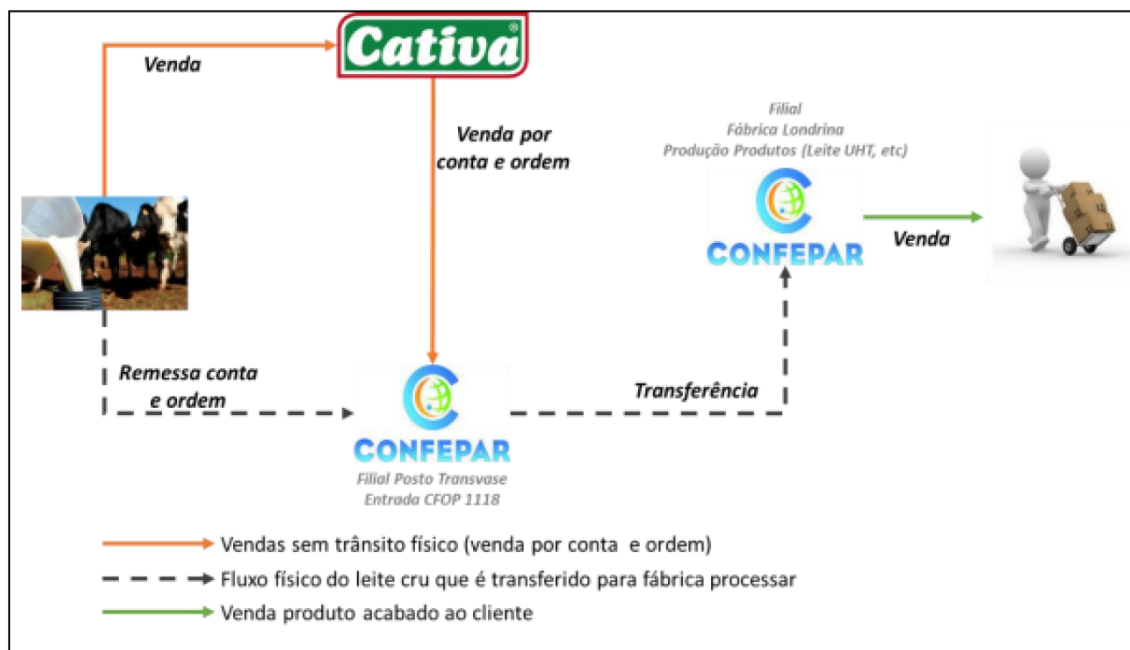 Cativa®
Venda
Venda por
conta e ordem
Filial
Fábrica Londrina
Produção Produtos (Leite UHT, etc)
CONFEPAR
Venda
Remessa conta
e ordem
CONFEPAR
Filial Posto Transvase
Entrada CFOP 1118
Transferência
Vendas sem trânsito físico (venda por conta e ordem)
Fluxo físico do leite cru que é transferido para fábrica processar
Venda produto acabado ao cliente